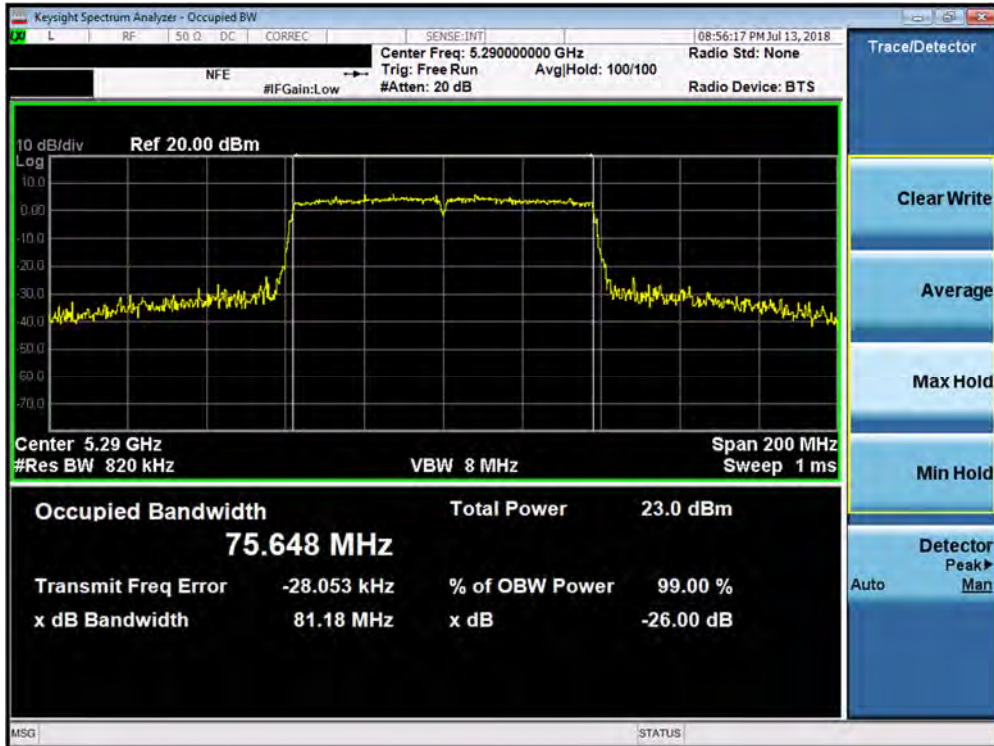 Keysight Spectrum Analyzer - Occupied BW
LXI L RF 50 Ω DC CORREC SENSE:INT 08:56:17 PM Jul 13, 2018
Center Freq: 5.290000000 GHz Radio Std: None
NFE Trig: Free Run Avg|Hold: 100/100
#IFGain:Low #Atten: 20 dB Radio Device: BTS
Trace/Detector
10 dB/div Ref 20.00 dBm
Log
10.0
0.00
-10.0
-20.0
-30.0
-40.0
-50.0
-60.0
-70.0
Center 5.29 GHz Span 200 MHz
#Res BW 820 kHz VBW 8 MHz Sweep 1 ms
Occupied Bandwidth Total Power 23.0 dBm
75.648 MHz
Transmit Freq Error -28.053 kHz % of OBW Power 99.00 %
x dB Bandwidth 81.18 MHz x dB -26.00 dB
Clear Write
Average
Max Hold
Min Hold
Detector
Peak
Auto Man
MSG STATUS